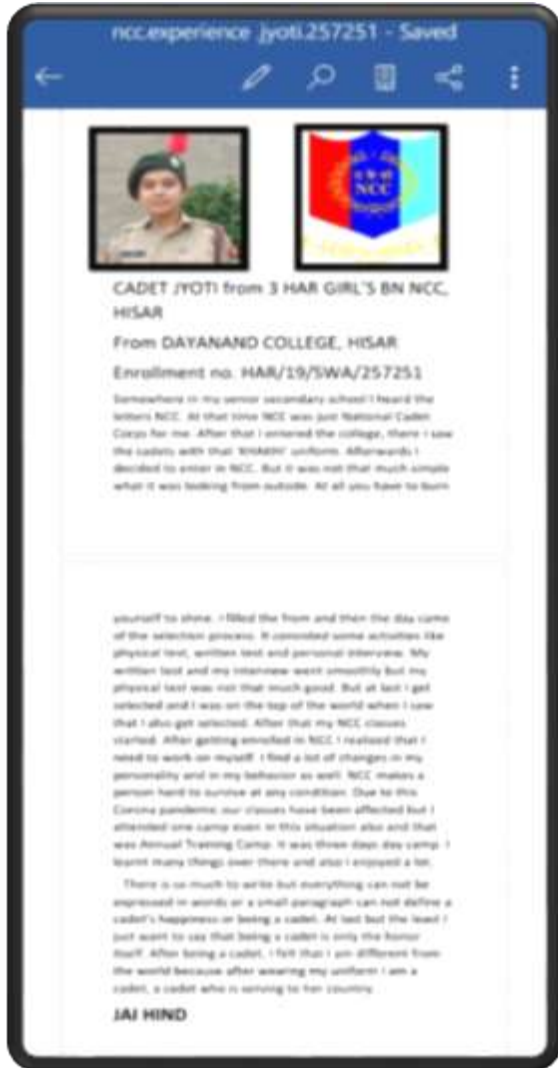 ncc.experience .jyoti.257251 - Saved
NCC
CADET JYOTI from 3 HAR GIRL'S BN NCC,
HISAR
From DAYANAND COLLEGE, HISAR
Enrollment no. HAR/19/SWA/257251
Somewhere in my senior secondary school I heard the
letters NCC. At that time NCC was just National Cadet
Corps for me. After that I entered the college, there I saw
the cadets with that 'KHAKHI' uniform. Afterwards I
decided to enter in NCC. But it was not that much simple
what it was looking from outside. At all you have to burn
yourself to shine. I filled the from and then the day came
of the selection process. It consisted some activities like
physical test, written test and personal interview. My
written test and my interview went smoothly but my
physical test was not that much good. But at last I get
selected and I was on the top of the world when I saw
that I also get selected. After that my NCC classes
started. After getting enrolled in NCC I realised that I
need to work on myself. I find a lot of changes in my
personality and in my behavior as well. NCC makes a
person hard to survive at any condition. Due to this
Corona pandemic our classes have been affected but I
attended one camp even in this situation also and that
was Annual Training Camp. It was three days day camp. I
learnt many things over there and also I enjoyed a lot.
There is so much to write but everything can not be
expressed in words or a small paragraph can not define a
cadet's happiness or being a cadet. At last but the least I
just want to say that being a cadet is only the honor
itself. After being a cadet, I felt that I am different from
the world because after wearing my uniform I am a
cadet, a cadet who is serving to her country.
JAI HIND